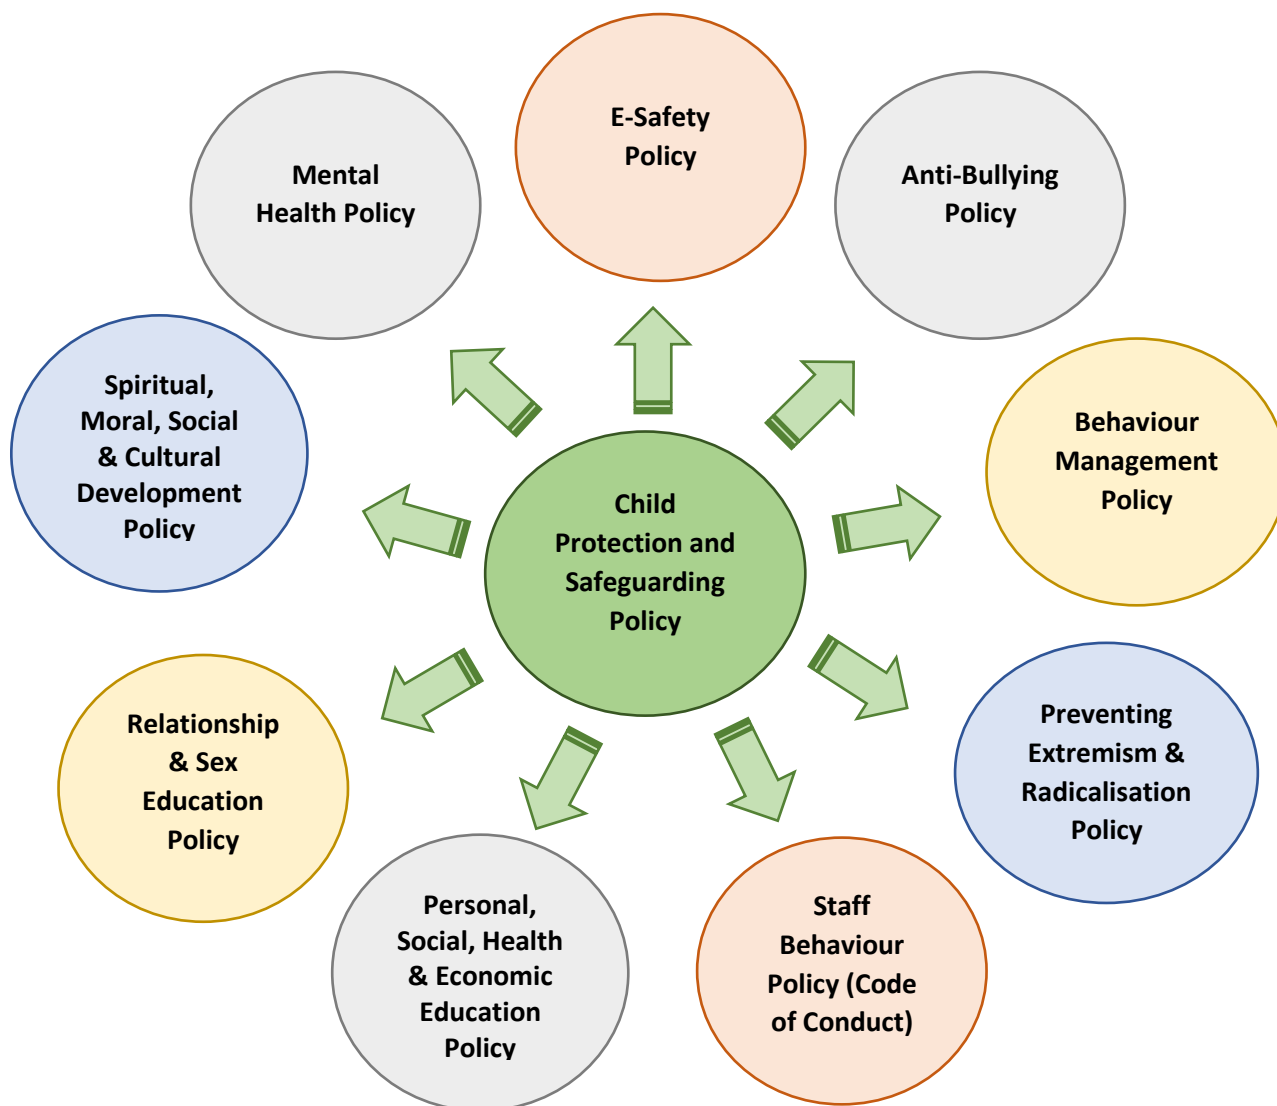 E-Safety
Policy
Mental
Health Policy
Anti-Bullying
Policy
Spiritual,
Moral, Social
& Cultural
Development
Policy
Behaviour
Management
Policy
Child
Protection and
Safeguarding
Policy
Relationship
& Sex
Education
Policy
Preventing
Extremism &
Radicalisation
Policy
Personal,
Social, Health
& Economic
Education
Policy
Staff
Behaviour
Policy (Code
of Conduct)